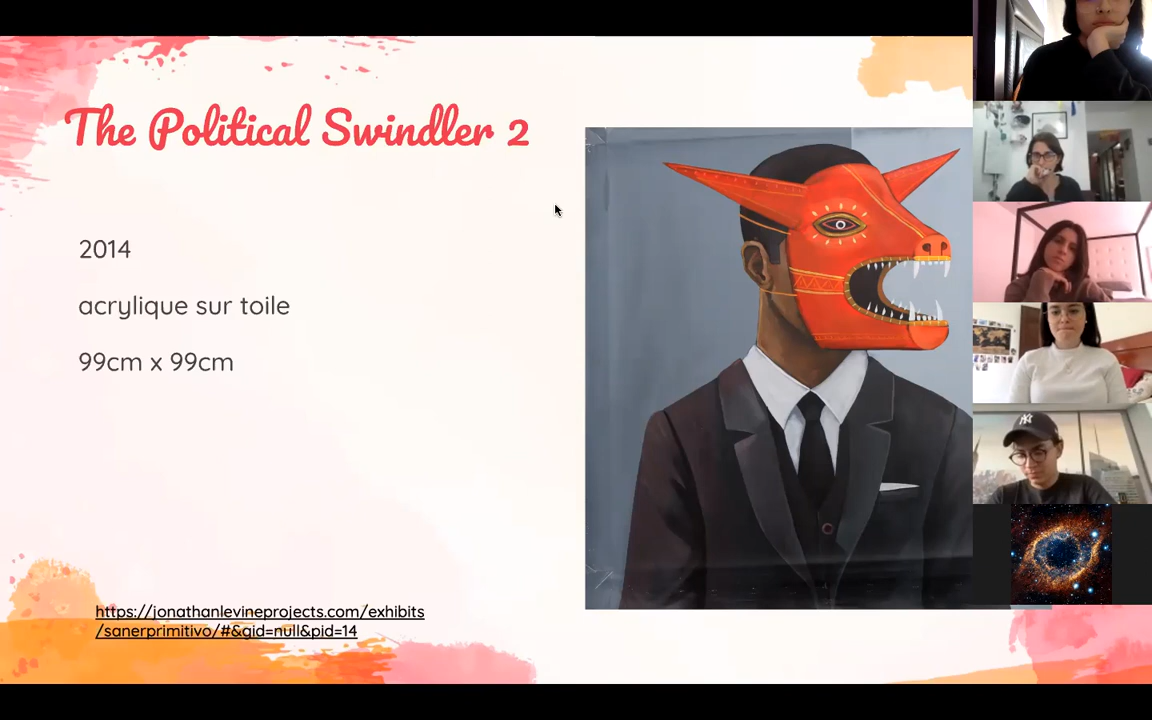 The Political Swindler 2
2014
acrylique sur toile
99cm x 99cm
https://jonathanlevineprojects.com/exhibits
/sanerprimitivo/#&gid=null&pid=14